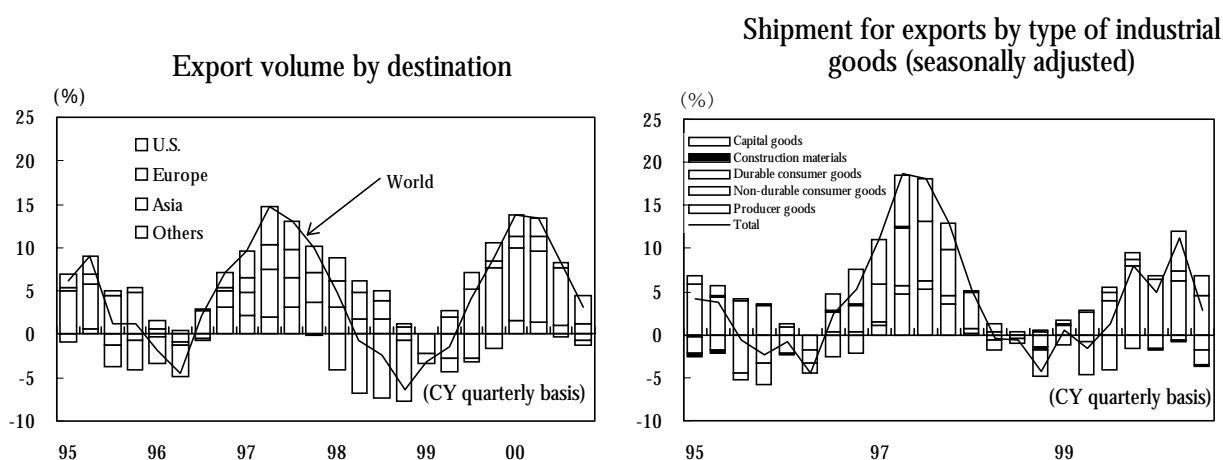 Export volume by destination
(%)
25
20
15
10
5
0
-5
-10
U.S.
Europe
Asia
Others
World
(CY quarterly basis)
95 96 97 98 99 00
Shipment for exports by type of industrial
goods (seasonally adjusted)
(%)
25
20
15
10
5
0
-5
-10
Capital goods
Construction materials
Durable consumer goods
Non-durable consumer goods
Producer goods
Total
(CY quarterly basis)
95 97 99